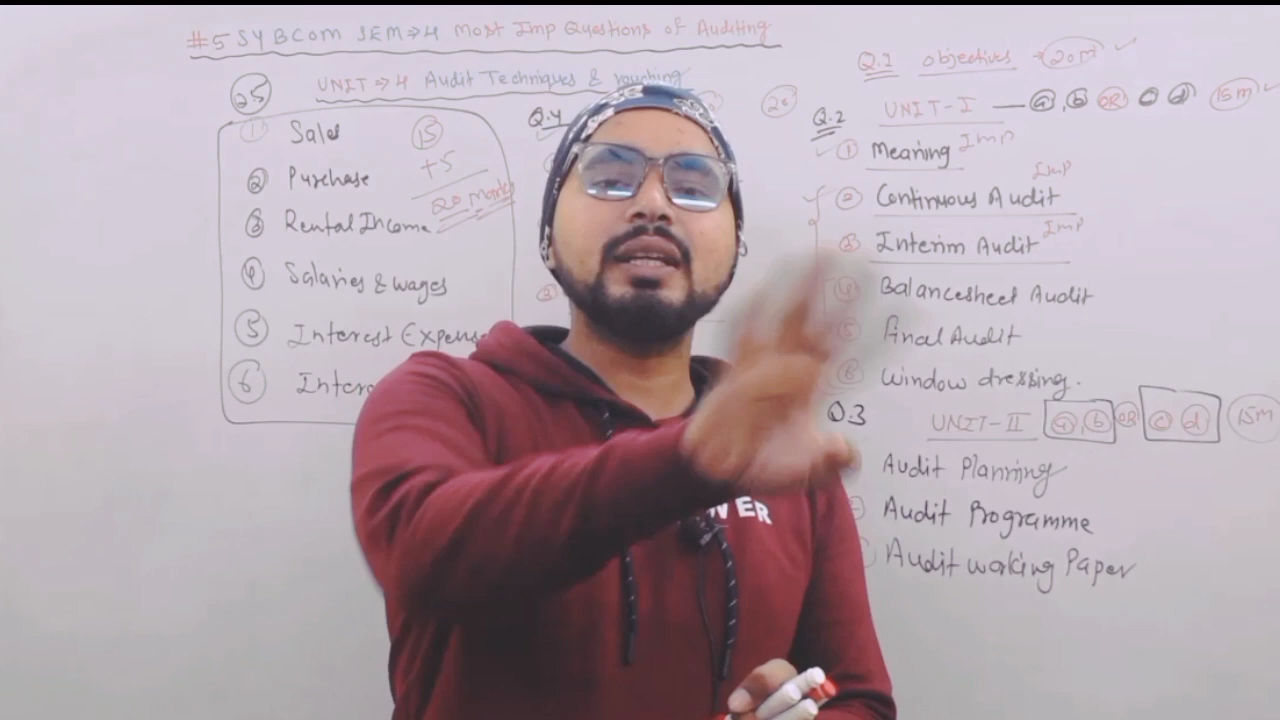 #5 SYBCOM SEM⇒4 Most Imp Questions of Auditing
UNIT⇒4 Audit Techniques & vouching
25
① Sales
15
② Purchase
+5
20 Marks
③ Rental Income
④ Salaries & wages
⑤ Interest Expens
⑥ Inter
Q.4
20
Q.1 objectives → 20M ✓
Q.2 UNIT-I — ⓐ, ⓑ OR ⓒ ⓓ 15M ✓
① Meaning Imp
② Continuous Audit Imp
③ Interim Audit Imp
④ Balancesheet Audit
⑤ final Audit
⑥ window dressing.
Q.3 UNIT-II ⓐ, ⓑ OR ⓒ ⓓ 15M
Audit Planning
Audit Programme
Audit working Paper
WER